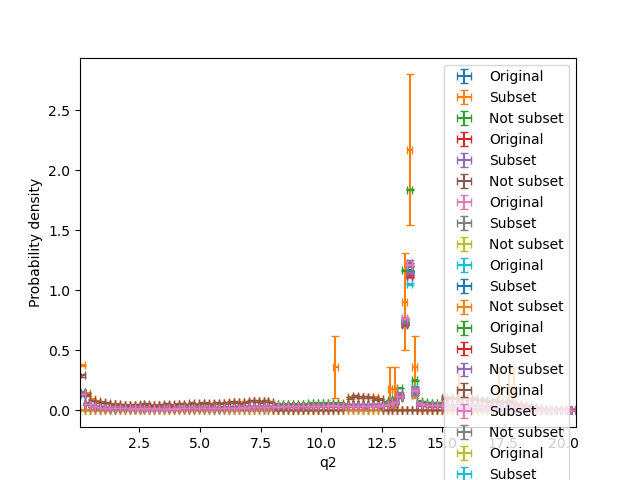 Probability density
2.5
2.0
1.5
1.0
0.5
0.0
2.5
5.0
7.5
10.0
12.5
15.0
17.5
20.0
q2
Original
Subset
Not subset
Original
Subset
Not subset
Original
Subset
Not subset
Original
Subset
Not subset
Original
Subset
Not subset
Original
Subset
Not subset
Original
Subset